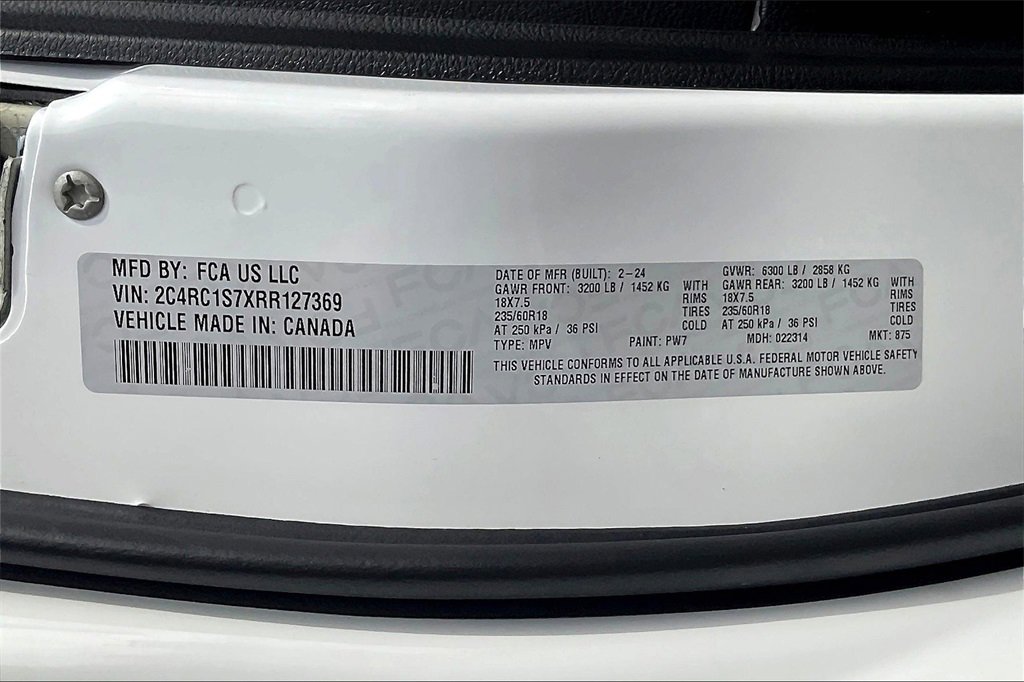 MFD BY: FCA US LLC
VIN: 2C4RC1S7XRR127369
VEHICLE MADE IN: CANADA
DATE OF MFR (BUILT): 2-24
GAWR FRONT: 3200 LB / 1452 KG WITH
18X7.5 RIMS
235/60R18 TIRES
AT 250 kPa / 36 PSI COLD
TYPE: MPV PAINT: PW7
GVWR: 6300 LB / 2858 KG
GAWR REAR: 3200 LB / 1452 KG WITH
18X7.5 RIMS
235/60R18 TIRES
AT 250 kPa / 36 PSI COLD
MDH: 022314 MKT: 875
THIS VEHICLE CONFORMS TO ALL APPLICABLE U.S.A. FEDERAL MOTOR VEHICLE SAFETY
STANDARDS IN EFFECT ON THE DATE OF MANUFACTURE SHOWN ABOVE.